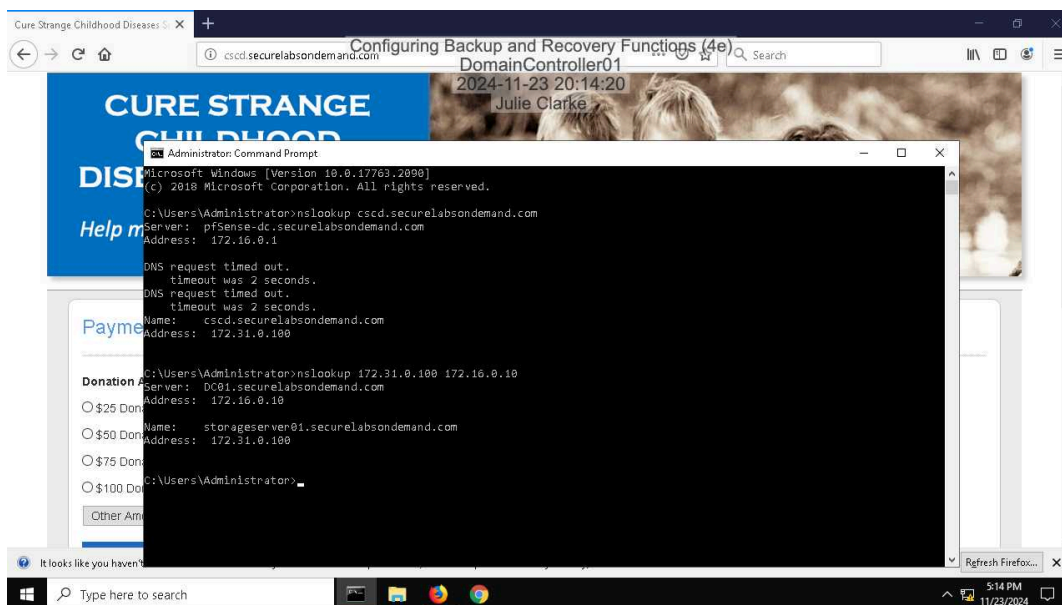 Cure Strange Childhood Diseases
cscd.securelabsondemand.com
Search
Configuring Backup and Recovery Functions (4e)
DomainController01
2024-11-23 20:14:20
Julie Clarke
CURE STRANGE
CHILDHOOD
Help
Administrator: Command Prompt
Microsoft Windows [Version 10.0.17763.2090]
(c) 2018 Microsoft Corporation. All rights reserved.
C:\Users\Administrator>nslookup cscd.securelabsondemand.com
Server: pfSense-dc.securelabsondemand.com
Address: 172.16.0.1
DNS request timed out.
timeout was 2 seconds.
DNS request timed out.
timeout was 2 seconds.
Name: cscd.securelabsondemand.com
Address: 172.31.0.100
C:\Users\Administrator>nslookup 172.31.0.100 172.16.0.10
Server: DC01.securelabsondemand.com
Address: 172.16.0.10
Name: storageserver01.securelabsondemand.com
Address: 172.31.0.100
C:\Users\Administrator>
Donation
$25
$50
$75
$100
Other
It looks like you haven't
Refresh Firefox...
Type here to search
5:14 PM
11/23/2024